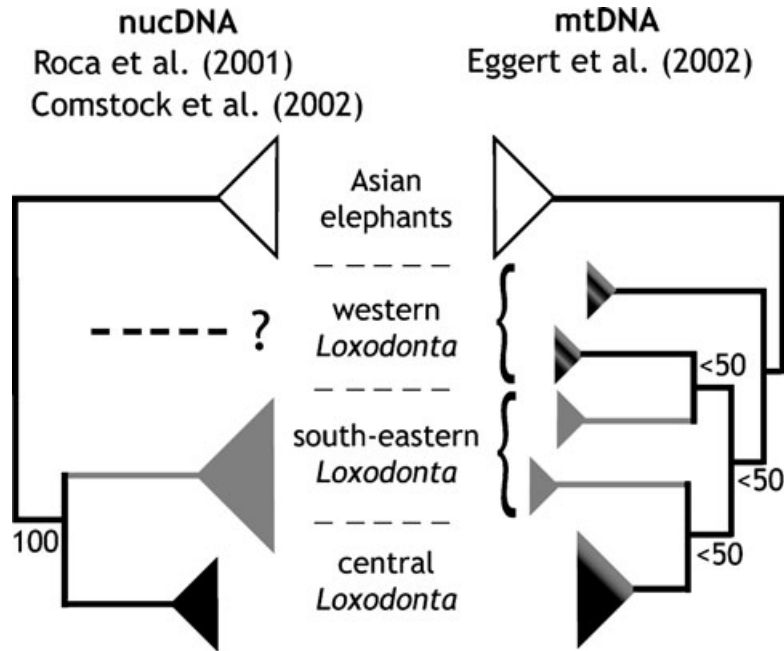 nucDNA
Roca et al. (2001)
Comstock et al. (2002)
mtDNA
Eggert et al. (2002)
Asian
elephants
?
western
Loxodonta
<50
south-eastern
Loxodonta
<50
100
<50
central
Loxodonta